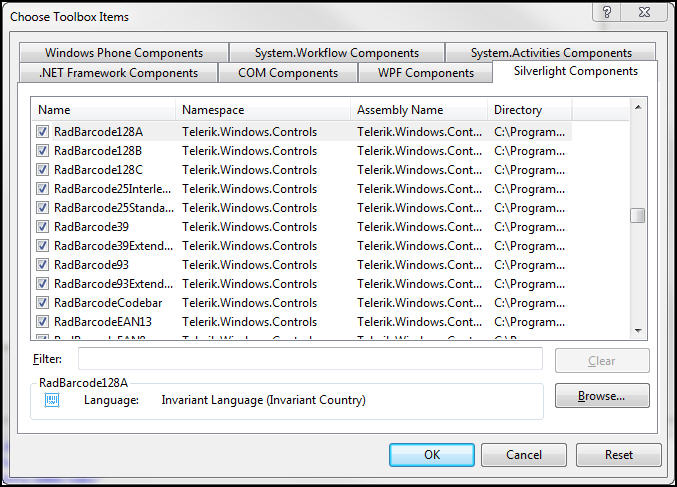 Choose Toolbox Items
Windows Phone Components System.Workflow Components System.Activities Components
.NET Framework Components COM Components WPF Components Silverlight Components
Name Namespace Assembly Name Directory
RadBarcode128A Telerik.Windows.Controls Telerik.Windows.Cont... C:\Program...
RadBarcode128B Telerik.Windows.Controls Telerik.Windows.Cont... C:\Program...
RadBarcode128C Telerik.Windows.Controls Telerik.Windows.Cont... C:\Program...
RadBarcode25Interle... Telerik.Windows.Controls Telerik.Windows.Cont... C:\Program...
RadBarcode25Standa... Telerik.Windows.Controls Telerik.Windows.Cont... C:\Program...
RadBarcode39 Telerik.Windows.Controls Telerik.Windows.Cont... C:\Program...
RadBarcode39Extend... Telerik.Windows.Controls Telerik.Windows.Cont... C:\Program...
RadBarcode93 Telerik.Windows.Controls Telerik.Windows.Cont... C:\Program...
RadBarcode93Extend... Telerik.Windows.Controls Telerik.Windows.Cont... C:\Program...
RadBarcodeCodebar Telerik.Windows.Controls Telerik.Windows.Cont... C:\Program...
RadBarcodeEAN13 Telerik.Windows.Controls Telerik.Windows.Cont... C:\Program...
Filter: Clear
RadBarcode128A
Language: Invariant Language (Invariant Country) Browse...
OK Cancel Reset